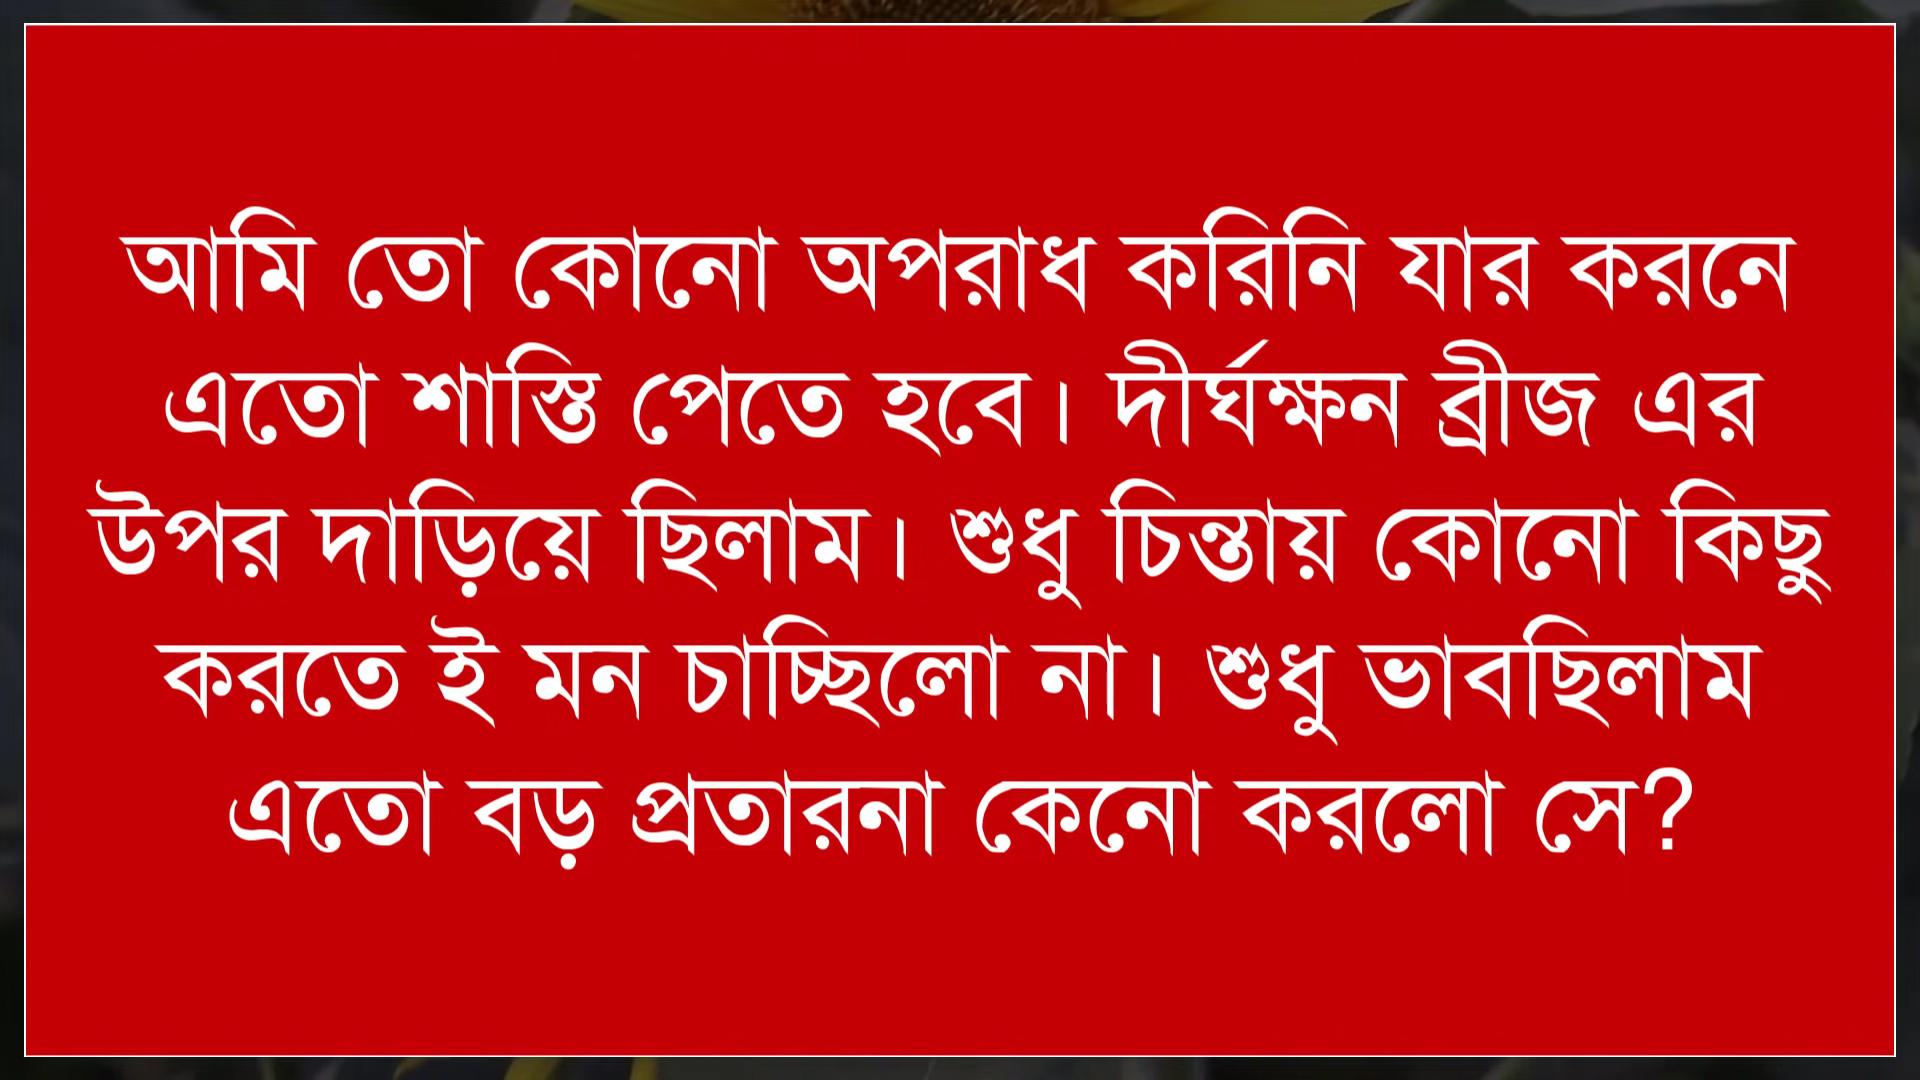 আমি তো কোনো অপরাধ করিনি যার করনে
এতো শাস্তি পেতে হবে। দীর্ঘক্ষন ব্রীজ এর
উপর দাড়িয়ে ছিলাম। শুধু চিন্তায় কোনো কিছু
করতে ই মন চাচ্ছিলো না। শুধু ভাবছিলাম
এতো বড় প্রতারনা কেনো করলো সে?